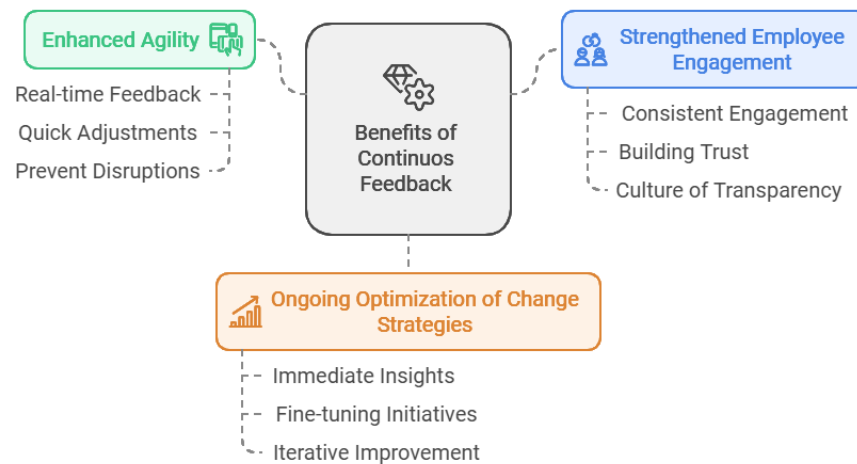 Enhanced Agility
Real-time Feedback
Quick Adjustments
Prevent Disruptions
Benefits of
Continuos
Feedback
Strengthened Employee
Engagement
Consistent Engagement
Building Trust
Culture of Transparency
Ongoing Optimization of Change
Strategies
Immediate Insights
Fine-tuning Initiatives
Iterative Improvement